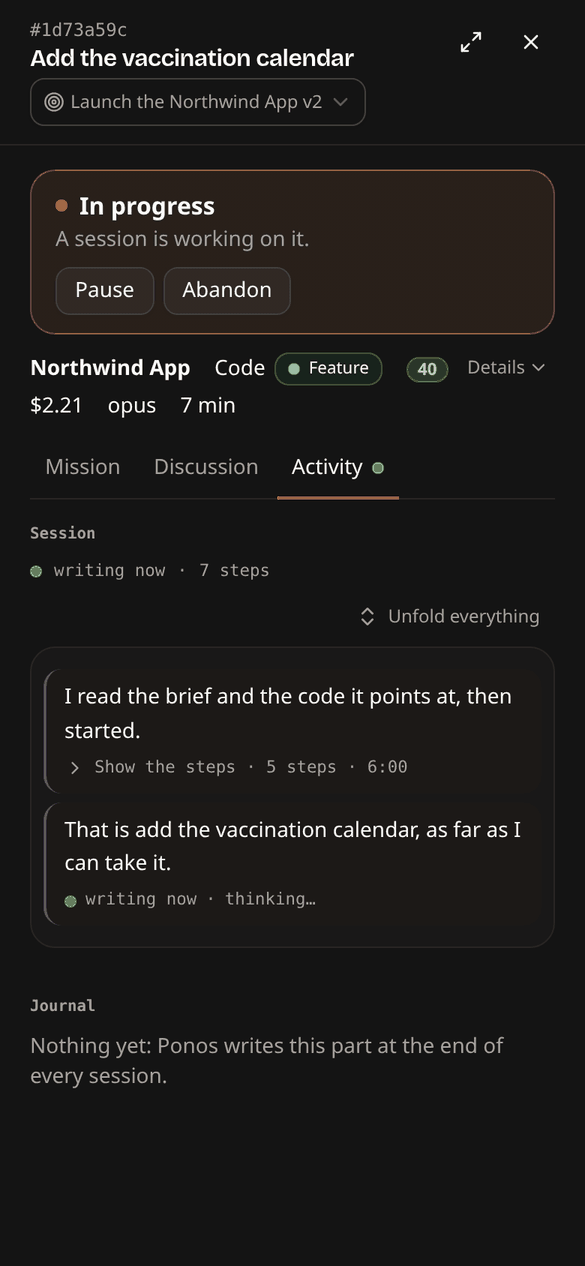 #1d73a59c
Add the vaccination calendar
Launch the Northwind App v2
In progress
A session is working on it.
Pause Abandon
Northwind App Code Feature 40 Details
$2.21 opus 7 min
Mission Discussion Activity
Session
writing now · 7 steps
Unfold everything
I read the brief and the code it points at, then
started.
Show the steps · 5 steps · 6:00
That is add the vaccination calendar, as far as I
can take it.
writing now · thinking…
Journal
Nothing yet: Ponos writes this part at the end of
every session.